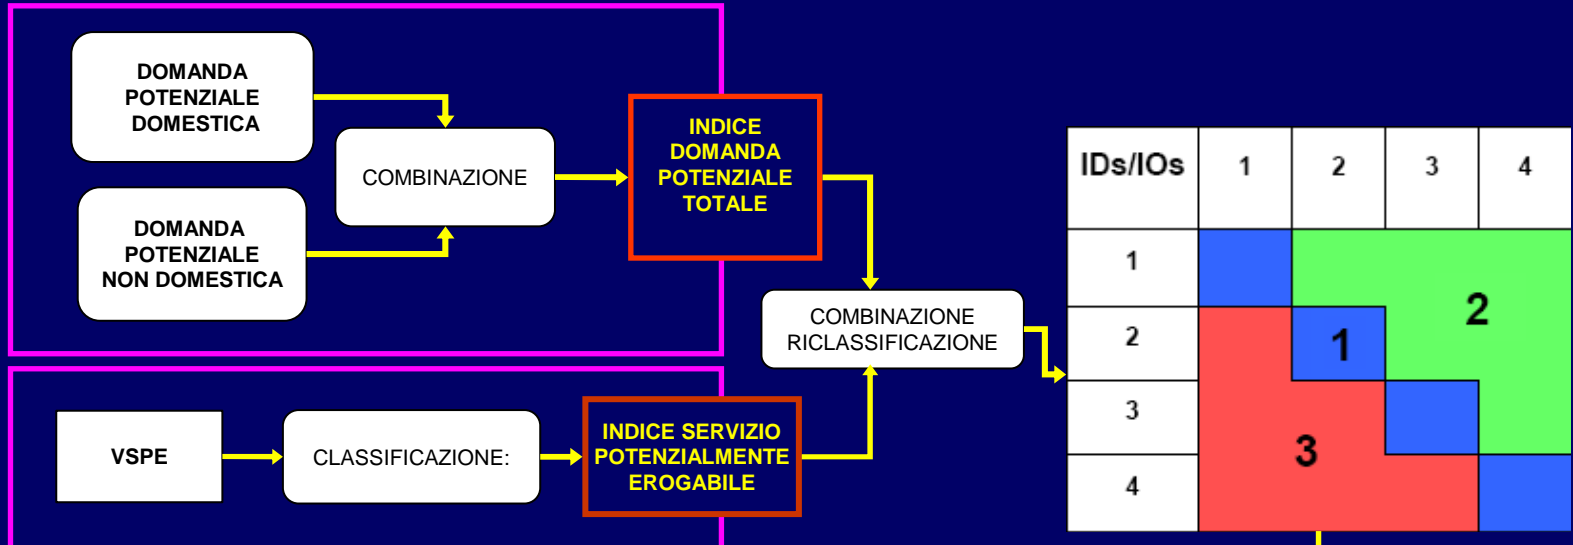 DOMANDA
POTENZIALE
DOMESTICA
DOMANDA
POTENZIALE
NON DOMESTICA
COMBINAZIONE
INDICE
DOMANDA
POTENZIALE
TOTALE
VSPE
CLASSIFICAZIONE:
INDICE SERVIZIO
POTENZIALMENTE
EROGABILE
COMBINAZIONE
RICLASSIFICAZIONE
IDs/IOs 1 2 3 4
1
2
3
4
2
1
3